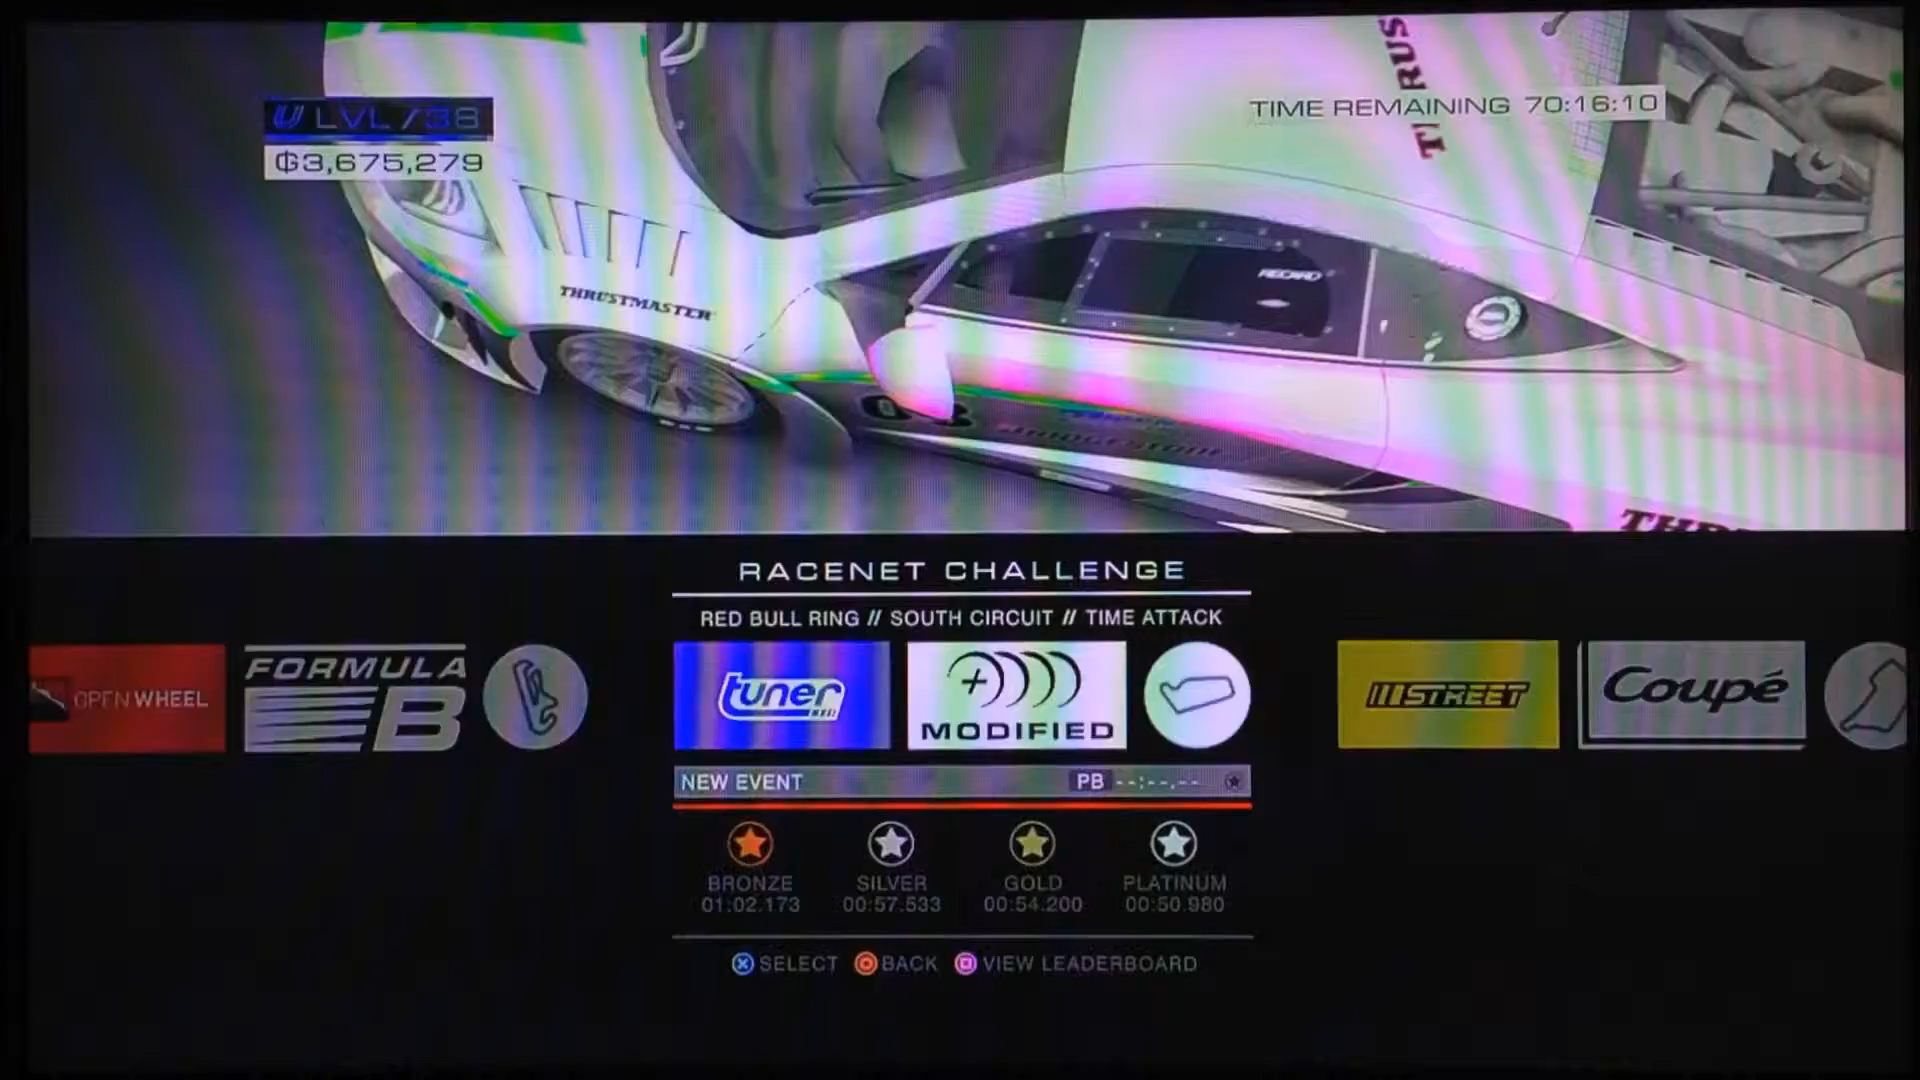 LVL 738
₲3,675,279
TIME REMAINING 70:16:10
THRUSTMASTER
RECARO
BRIDGESTONE
RACENET CHALLENGE
RED BULL RING // SOUTH CIRCUIT // TIME ATTACK
OPEN WHEEL
FORMULA B
tuner
MODIFIED
STREET
Coupé
NEW EVENT
PB --:--.--
BRONZE SILVER GOLD PLATINUM
01:02.173 00:57.533 00:54.200 00:50.980
SELECT BACK VIEW LEADERBOARD